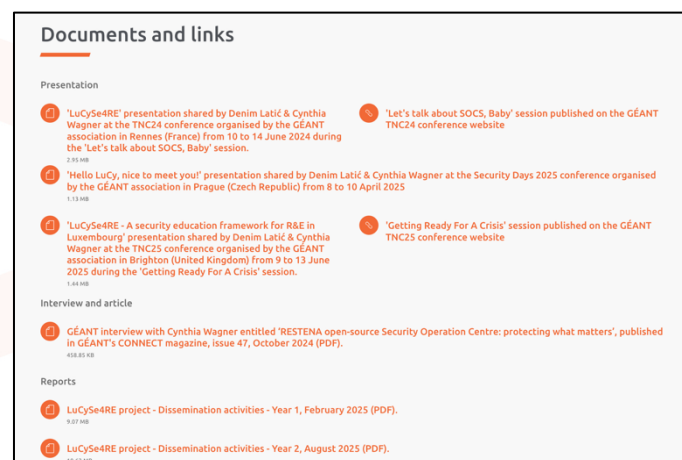 Documents and links
Presentation
'LuCySe4RE' presentation shared by Denim Latić & Cynthia
Wagner at the TNC24 conference organised by the GÉANT
association in Rennes (France) from 10 to 14 June 2024 during
the 'Let's talk about SOCS, Baby' session.
2.95 MB
'Let's talk about SOCS, Baby' session published on the GÉANT
TNC24 conference website
'Hello LuCy, nice to meet you!' presentation shared by Denim Latić & Cynthia Wagner at the Security Days 2025 conference organised
by the GÉANT association in Prague (Czech Republic) from 8 to 10 April 2025
1.13 MB
'LuCySe4RE - A security education framework for R&E in
Luxembourg' presentation shared by Denim Latić & Cynthia
Wagner at the TNC25 conference organised by the GÉANT
association in Brighton (United Kingdom) from 9 to 13 June
2025 during the 'Getting Ready For A Crisis' session.
1.44 MB
'Getting Ready For A Crisis' session published on the GÉANT
TNC25 conference website
Interview and article
GÉANT interview with Cynthia Wagner entitled 'RESTENA open-source Security Operation Centre: protecting what matters', published
in GÉANT's CONNECT magazine, issue 47, October 2024 (PDF).
458.85 KB
Reports
LuCySe4RE project - Dissemination activities - Year 1, February 2025 (PDF).
9.07 MB
LuCySe4RE project - Dissemination activities - Year 2, August 2025 (PDF).